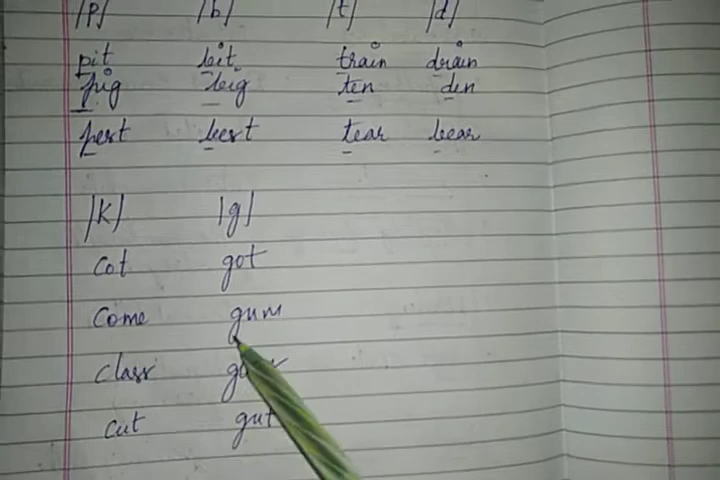 /p/ /b/ /t/ /d/
pit bit train drain
pig big ten den
pest best tear bear
/k/ /g/
cot got
come gum
class
cut gut